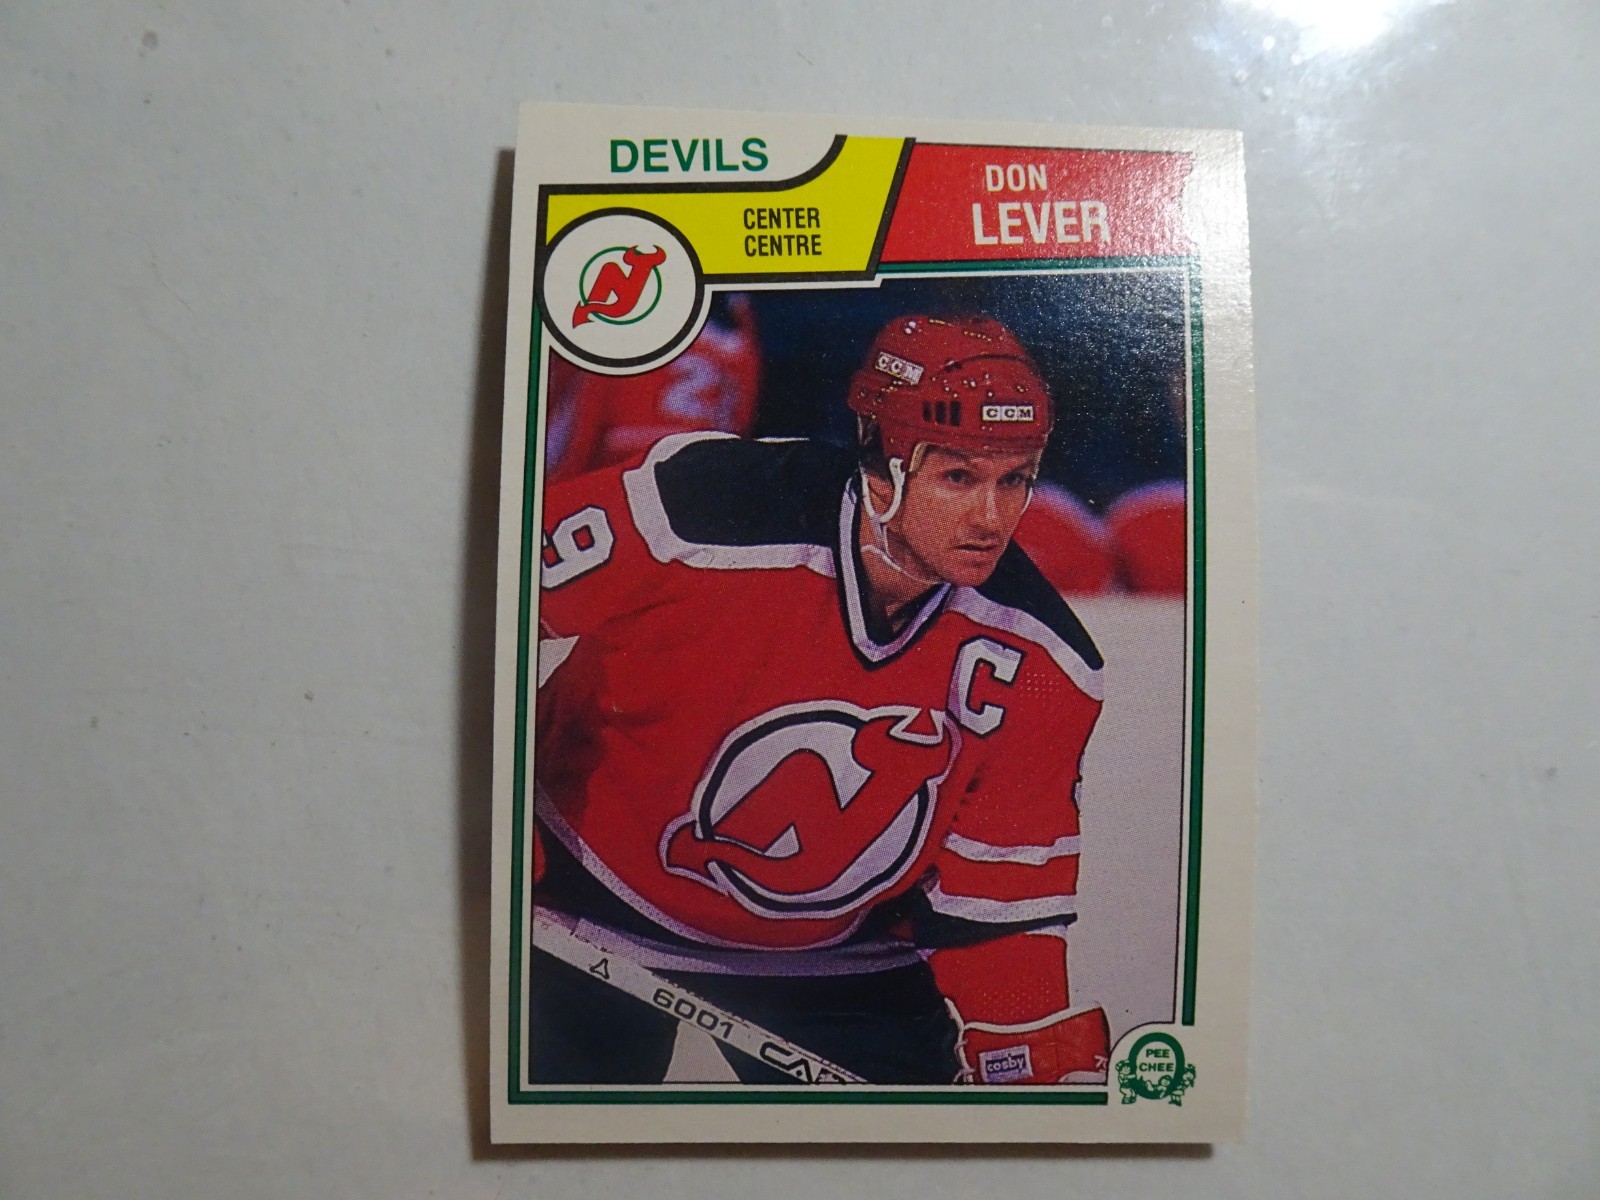 DEVILS
CENTER
CENTRE
DON
LEVER
CCM
CCM
9
C
6001
cosby
PEE
CHEE